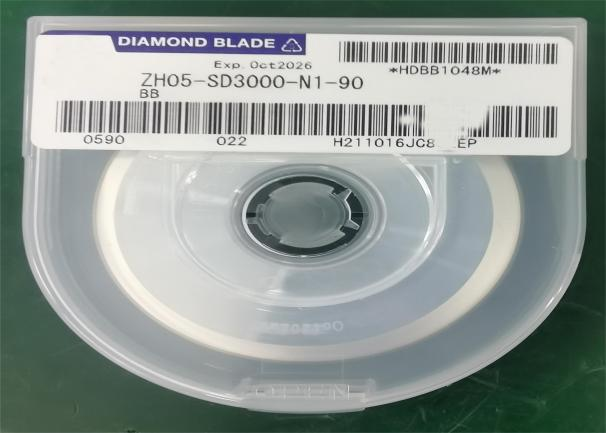 DIAMOND BLADE
Exp. Oct2026
*HDBB1048M*
ZH05-SD3000-N1-90
BB
0590 022 H211016JC8 EP